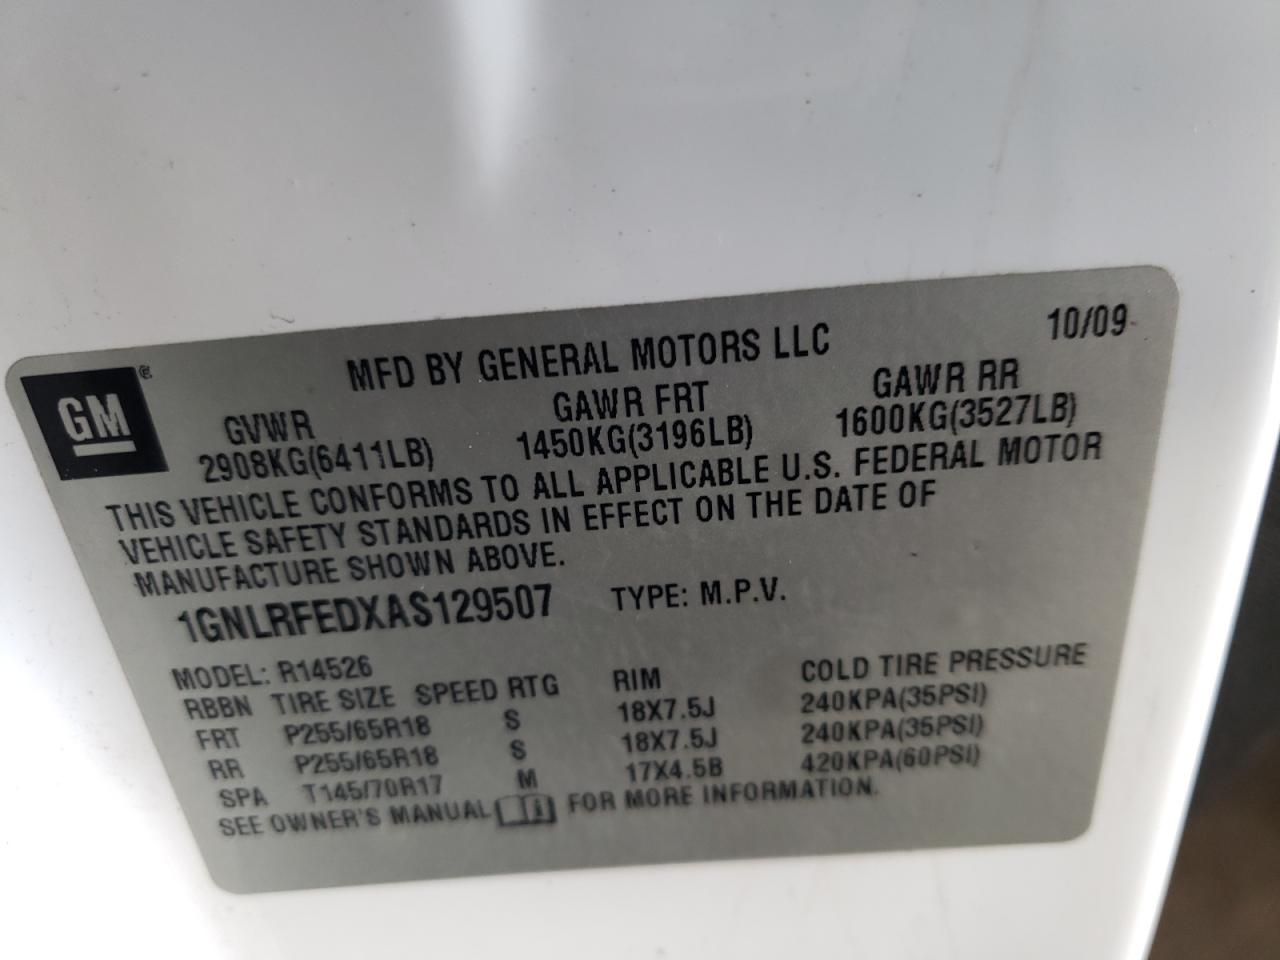 10/09
GM
MFD BY GENERAL MOTORS LLC
GVWR GAWR FRT GAWR RR
2908KG(6411LB) 1450KG(3196LB) 1600KG(3527LB)
THIS VEHICLE CONFORMS TO ALL APPLICABLE U.S. FEDERAL MOTOR
VEHICLE SAFETY STANDARDS IN EFFECT ON THE DATE OF
MANUFACTURE SHOWN ABOVE.
1GNLRFEDXAS129507 TYPE: M.P.V.
MODEL: R14526
RBBN TIRE SIZE SPEED RTG RIM COLD TIRE PRESSURE
FRT P255/65R18 S 18X7.5J 240KPA(35PSI)
RR P255/65R18 S 18X7.5J 240KPA(35PSI)
SPA T145/70R17 M 17X4.5B 420KPA(60PSI)
SEE OWNER'S MANUAL FOR MORE INFORMATION.